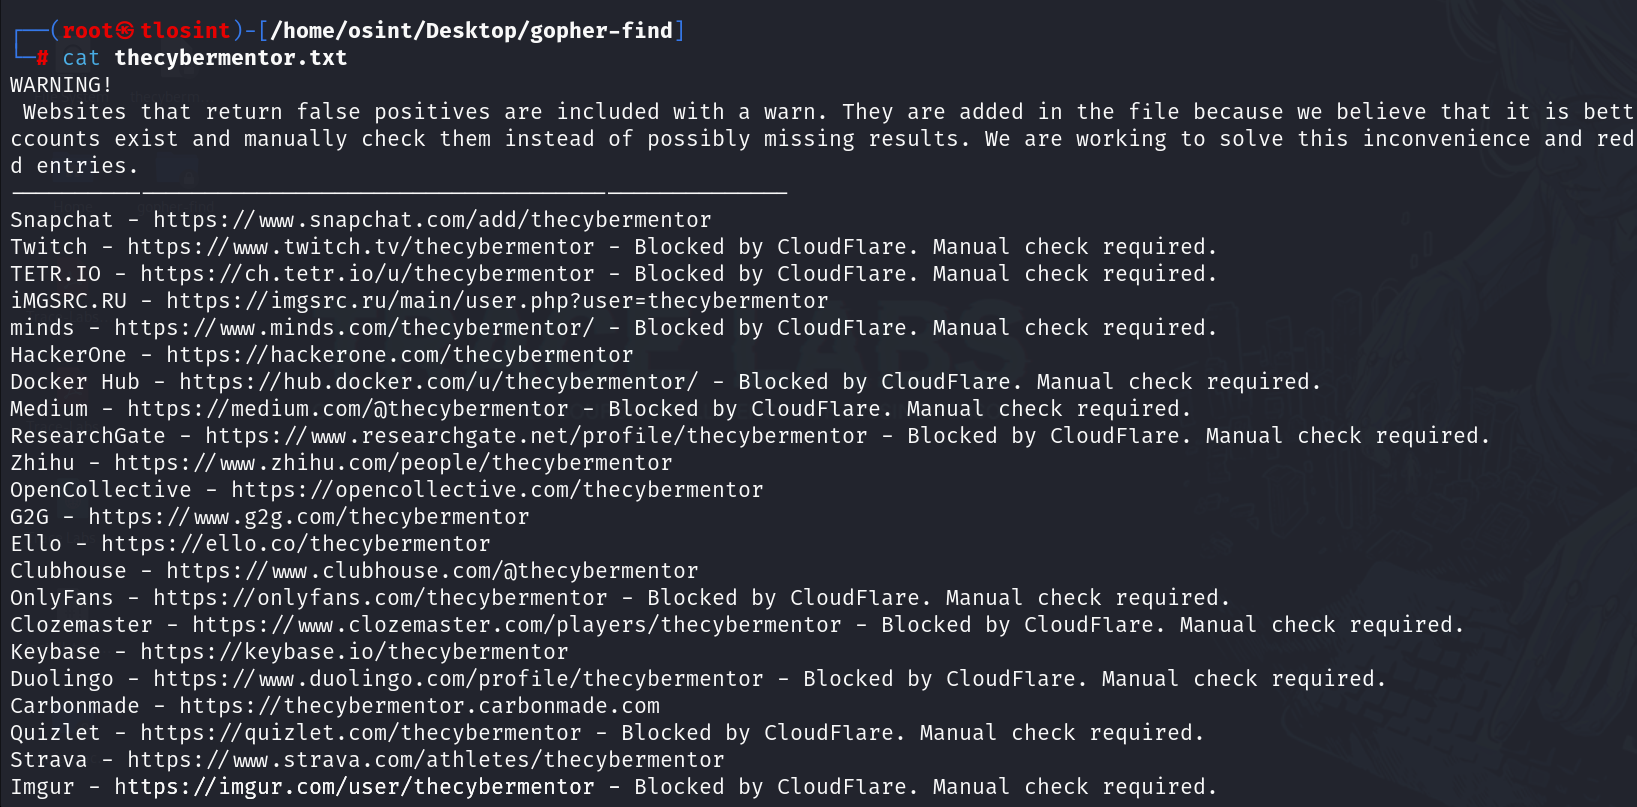 ┌──(root㉿tlosint)-[/home/osint/Desktop/gopher-find]
└─# cat thecybermentor.txt
WARNING!
 Websites that return false positives are included with a warn. They are added in the file because we believe that it is bett
ccounts exist and manually check them instead of possibly missing results. We are working to solve this inconvenience and red
d entries.
------------------------------------------------------------
Snapchat - https://www.snapchat.com/add/thecybermentor
Twitch - https://www.twitch.tv/thecybermentor - Blocked by CloudFlare. Manual check required.
TETR.IO - https://ch.tetr.io/u/thecybermentor - Blocked by CloudFlare. Manual check required.
iMGSRC.RU - https://imgsrc.ru/main/user.php?user=thecybermentor
minds - https://www.minds.com/thecybermentor/ - Blocked by CloudFlare. Manual check required.
HackerOne - https://hackerone.com/thecybermentor
Docker Hub - https://hub.docker.com/u/thecybermentor/ - Blocked by CloudFlare. Manual check required.
Medium - https://medium.com/@thecybermentor - Blocked by CloudFlare. Manual check required.
ResearchGate - https://www.researchgate.net/profile/thecybermentor - Blocked by CloudFlare. Manual check required.
Zhihu - https://www.zhihu.com/people/thecybermentor
OpenCollective - https://opencollective.com/thecybermentor
G2G - https://www.g2g.com/thecybermentor
Ello - https://ello.co/thecybermentor
Clubhouse - https://www.clubhouse.com/@thecybermentor
OnlyFans - https://onlyfans.com/thecybermentor - Blocked by CloudFlare. Manual check required.
Clozemaster - https://www.clozemaster.com/players/thecybermentor - Blocked by CloudFlare. Manual check required.
Keybase - https://keybase.io/thecybermentor
Duolingo - https://www.duolingo.com/profile/thecybermentor - Blocked by CloudFlare. Manual check required.
Carbonmade - https://thecybermentor.carbonmade.com
Quizlet - https://quizlet.com/thecybermentor - Blocked by CloudFlare. Manual check required.
Strava - https://www.strava.com/athletes/thecybermentor
Imgur - https://imgur.com/user/thecybermentor - Blocked by CloudFlare. Manual check required.